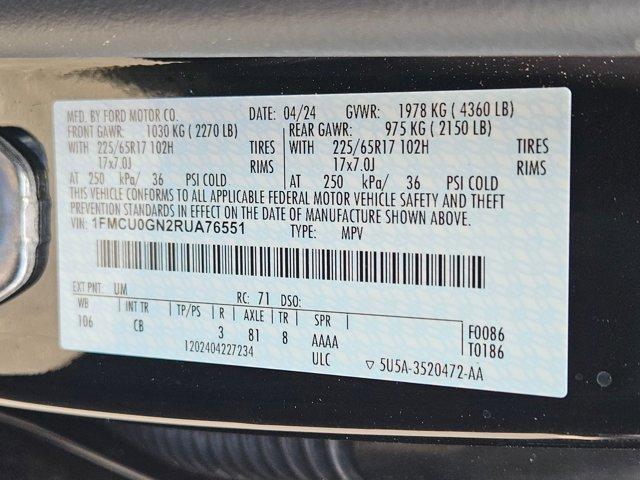 MFD. BY FORD MOTOR CO. DATE: 04/24 GVWR: 1978 KG ( 4360 LB)
FRONT GAWR: 1030 KG ( 2270 LB) REAR GAWR: 975 KG ( 2150 LB)
WITH 225/65R17 102H TIRES WITH 225/65R17 102H TIRES
17x7.0J RIMS 17x7.0J RIMS
AT 250 kPa/ 36 PSI COLD AT 250 kPa/ 36 PSI COLD
THIS VEHICLE CONFORMS TO ALL APPLICABLE FEDERAL MOTOR VEHICLE SAFETY AND THEFT
PREVENTION STANDARDS IN EFFECT ON THE DATE OF MANUFACTURE SHOWN ABOVE.
VIN: 1FMCU0GN2RUA76551 TYPE: MPV
EXT PNT: UM RC: 71 DSO:
WB INT TR TP/PS R AXLE TR SPR F0086
106 CB 3 81 8 AAAA T0186
1202404227234 ULC ▽ 5U5A-3520472-AA